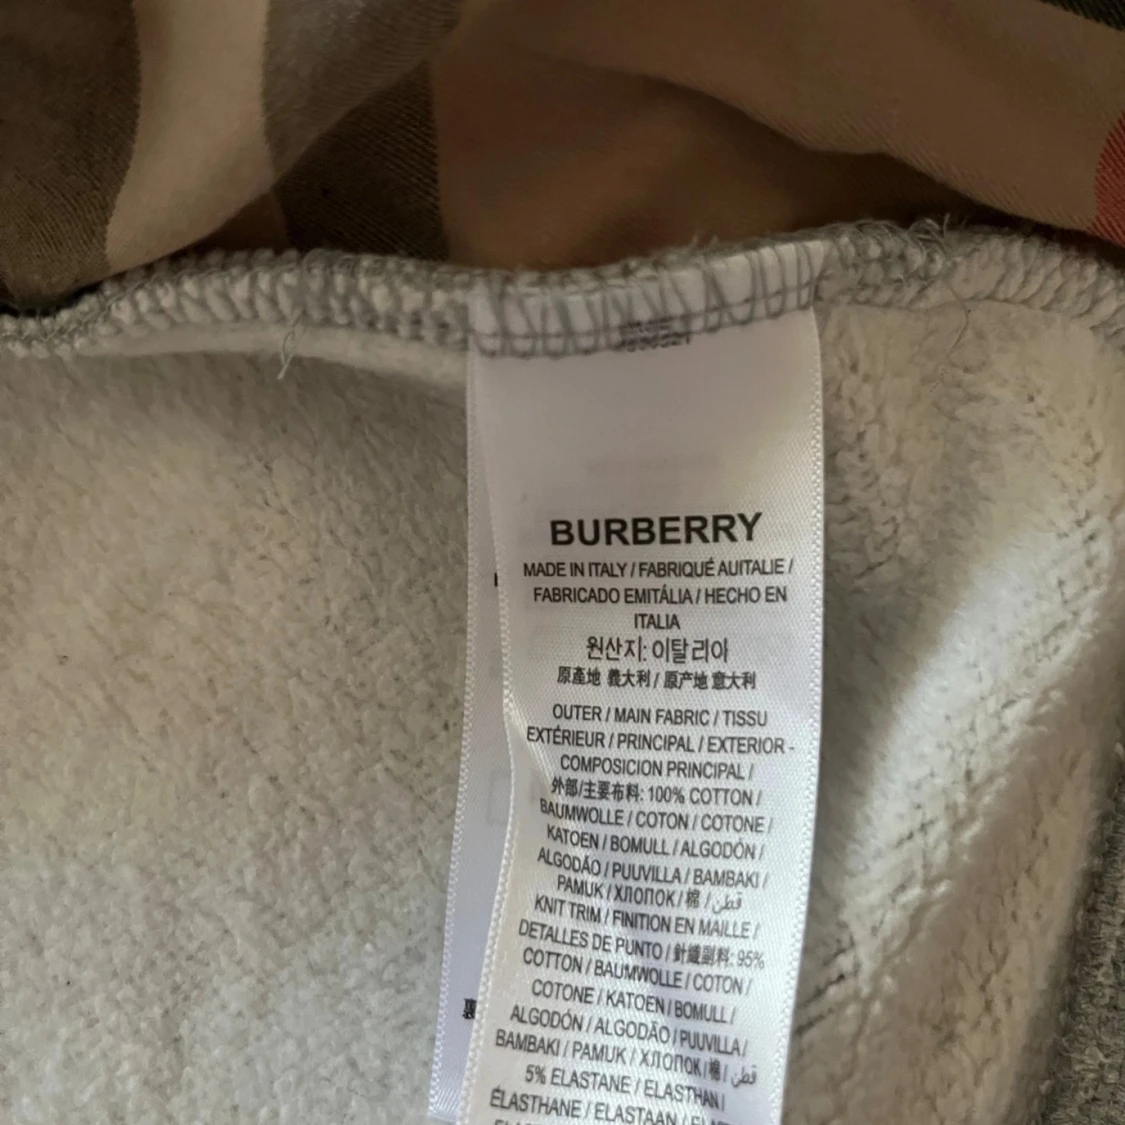 BURBERRY
MADE IN ITALY / FABRIQUÉ AUITALIE /
FABRICADO EMITÁLIA / HECHO EN
ITALIA
원산지: 이탈리아
原產地 義大利 / 原产地 意大利
OUTER / MAIN FABRIC / TISSU
EXTÉRIEUR / PRINCIPAL / EXTERIOR -
COMPOSICION PRINCIPAL /
外部/主要布料: 100% COTTON /
BAUMWOLLE / COTON / COTONE /
KATOEN / BOMULL / ALGODÓN /
ALGODÃO / PUUVILLA / BAMBAKI /
PAMUK / ХЛОПОК / 棉 / قطن
KNIT TRIM / FINITION EN MAILLE /
DETALLES DE PUNTO / 針織副料: 95%
COTTON / BAUMWOLLE / COTON /
COTONE / KATOEN / BOMULL /
ALGODÓN / ALGODÃO / PUUVILLA /
BAMBAKI / PAMUK / ХЛОПОК / 棉 / قطن
5% ELASTANE / ELASTHAN /
ÉLASTHANE / ELASTAAN /